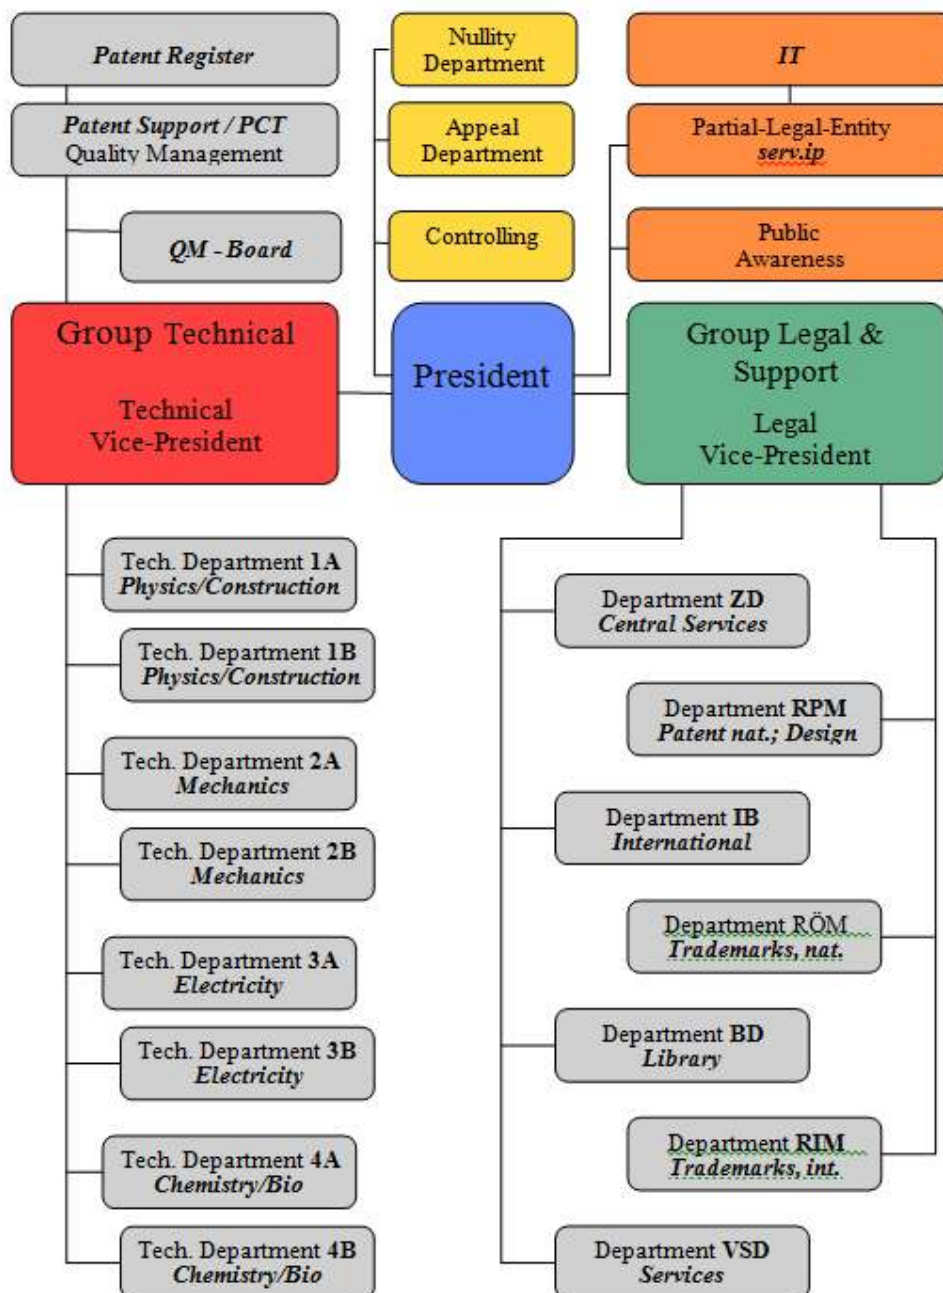 Patent Register
Patent Support / PCT
Quality Management
QM - Board
Nullity
Department
Appeal
Department
Controlling
IT
Partial-Legal-Entity
serv.ip
Public
Awareness
Group Technical
Technical
Vice-President
President
Group Legal &
Support
Legal
Vice-President
Tech. Department 1A
Physics/Construction
Tech. Department 1B
Physics/Construction
Tech. Department 2A
Mechanics
Tech. Department 2B
Mechanics
Tech. Department 3A
Electricity
Tech. Department 3B
Electricity
Tech. Department 4A
Chemistry/Bio
Tech. Department 4B
Chemistry/Bio
Department ZD
Central Services
Department RPM
Patent nat.; Design
Department IB
International
Department RÖM
Trademarks, nat.
Department BD
Library
Department RIM
Trademarks, int.
Department VSD
Services